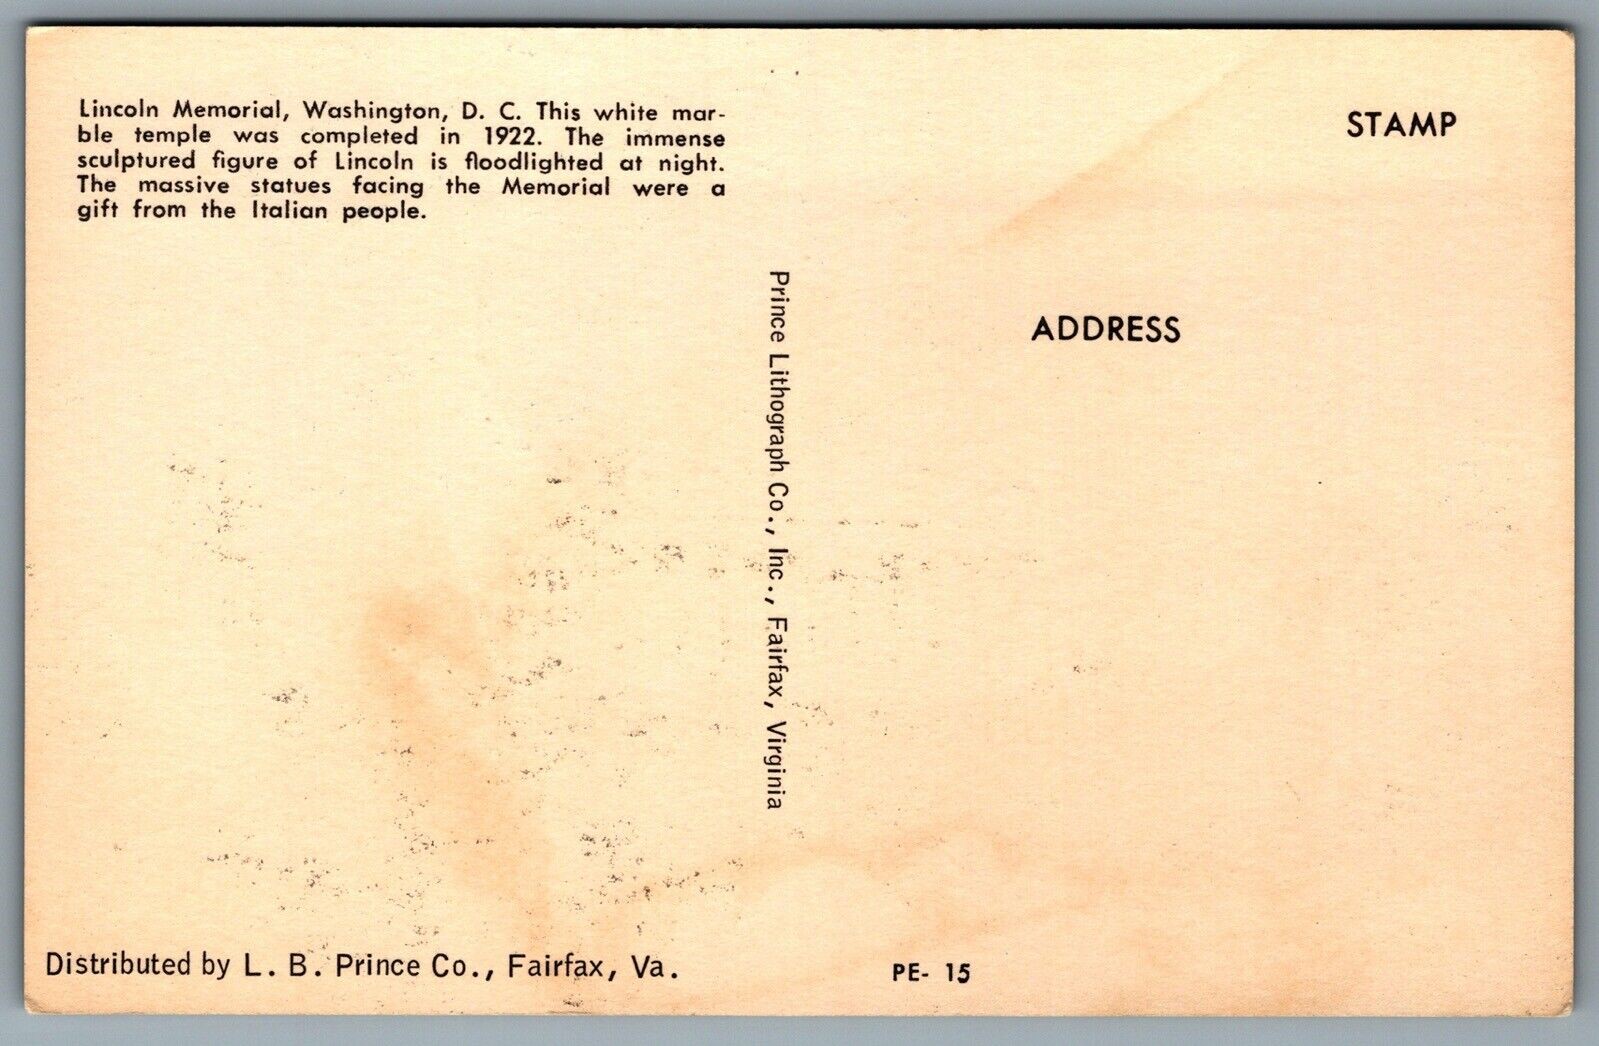 Lincoln Memorial, Washington, D. C. This white mar-
ble temple was completed in 1922. The immense
sculptured figure of Lincoln is floodlighted at night.
The massive statues facing the Memorial were a
gift from the Italian people.
STAMP
ADDRESS
Prince Lithograph Co., Inc., Fairfax, Virginia
Distributed by L. B. Prince Co., Fairfax, Va.
PE- 15